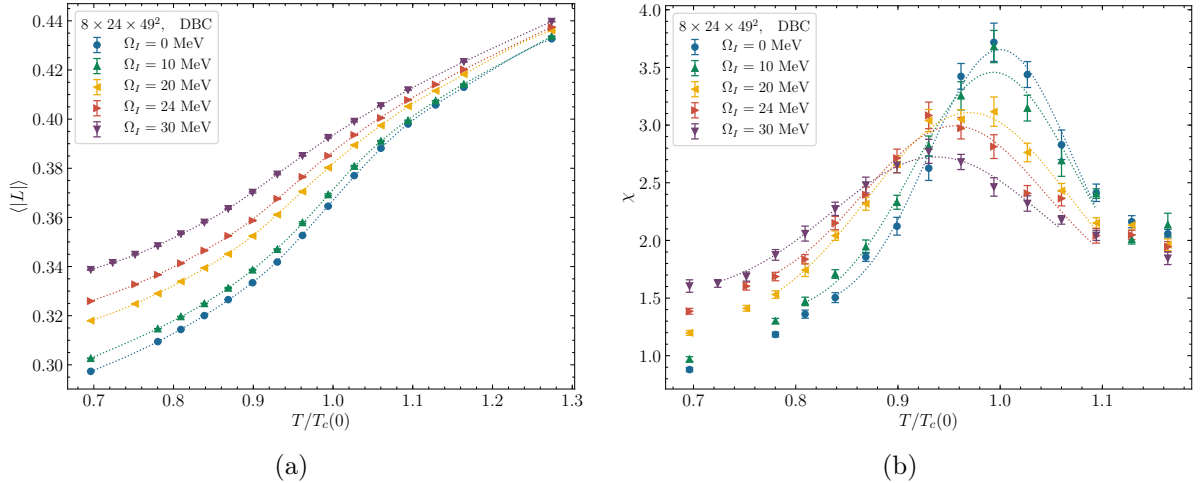 0.44
0.42
0.40
0.38
0.36
0.34
0.32
0.30
⟨|L|⟩
8 × 24 × 49², DBC
Ω_I = 0 MeV
Ω_I = 10 MeV
Ω_I = 20 MeV
Ω_I = 24 MeV
Ω_I = 30 MeV
0.7 0.8 0.9 1.0 1.1 1.2 1.3
T/T_c(0)
(a)
4.0
3.5
3.0
2.5
2.0
1.5
1.0
χ
8 × 24 × 49², DBC
Ω_I = 0 MeV
Ω_I = 10 MeV
Ω_I = 20 MeV
Ω_I = 24 MeV
Ω_I = 30 MeV
0.7 0.8 0.9 1.0 1.1
T/T_c(0)
(b)